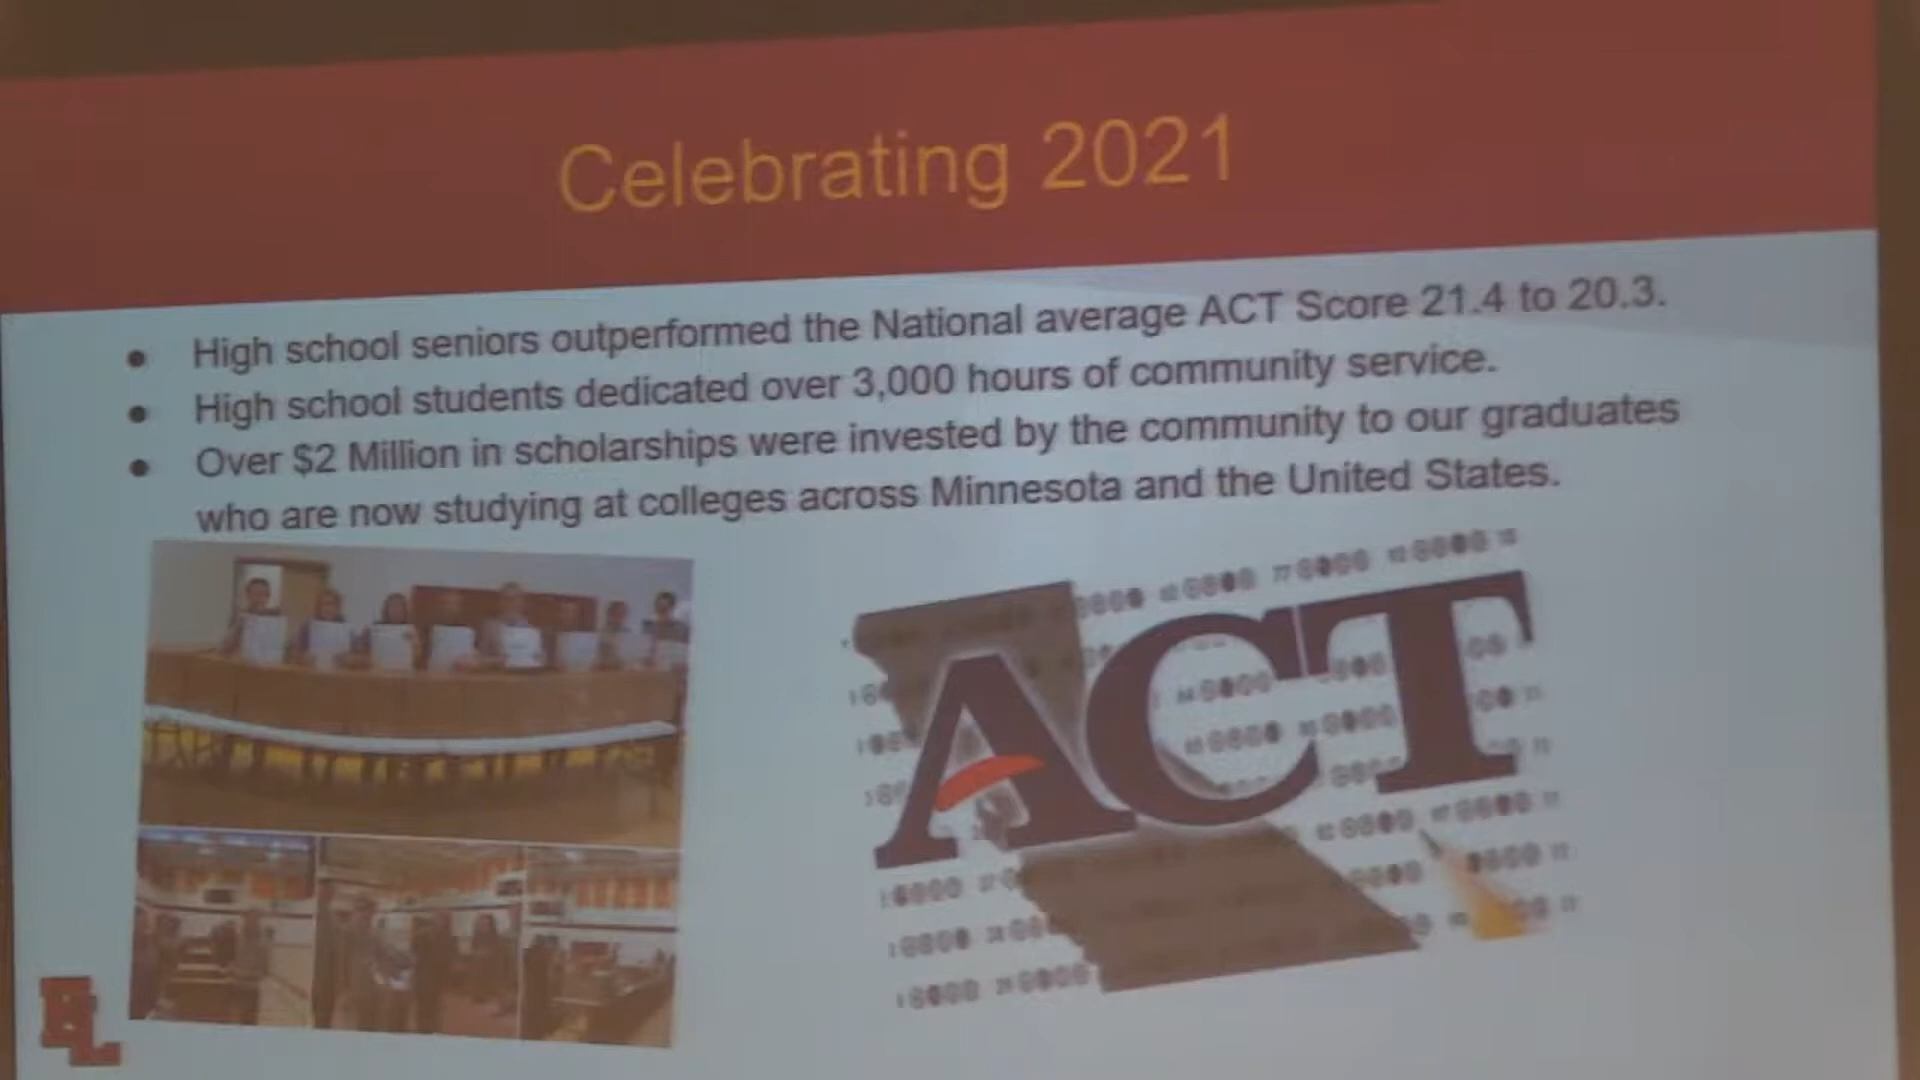 Celebrating 2021
● High school seniors outperformed the National average ACT Score 21.4 to 20.3.
● High school students dedicated over 3,000 hours of community service.
● Over $2 Million in scholarships were invested by the community to our graduates
who are now studying at colleges across Minnesota and the United States.
ACT
BL